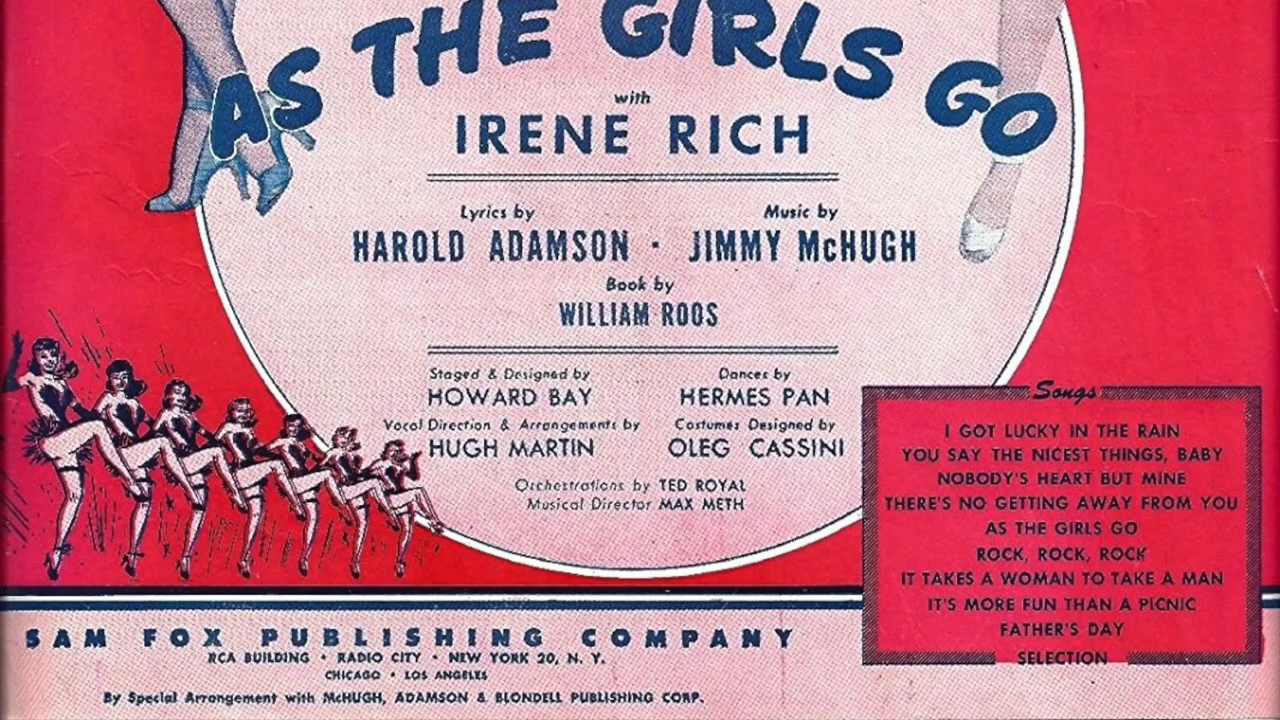 AS THE GIRLS GO
with
IRENE RICH
Lyrics by Music by
HAROLD ADAMSON • JIMMY McHUGH
Book by
WILLIAM ROOS
Staged & Designed by Dances by
HOWARD BAY HERMES PAN
Vocal Direction & Arrangements by Costumes Designed by
HUGH MARTIN OLEG CASSINI
Orchestrations by TED ROYAL
Musical Director MAX METH
Songs
I GOT LUCKY IN THE RAIN
YOU SAY THE NICEST THINGS, BABY
NOBODY'S HEART BUT MINE
THERE'S NO GETTING AWAY FROM YOU
AS THE GIRLS GO
ROCK, ROCK, ROCK
IT TAKES A WOMAN TO TAKE A MAN
IT'S MORE FUN THAN A PICNIC
FATHER'S DAY
SELECTION
SAM FOX PUBLISHING COMPANY
RCA BUILDING • RADIO CITY • NEW YORK 20, N. Y.
CHICAGO • LOS ANGELES
By Special Arrangement with McHUGH, ADAMSON & BLONDELL PUBLISHING CORP.